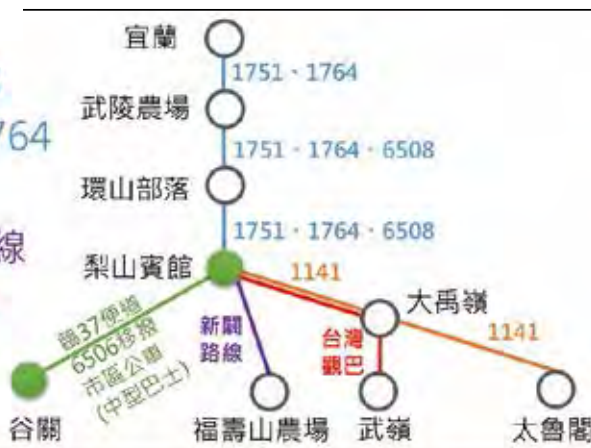 宜蘭
1751、1764
武陵農場
764
1751、1764、6508
環山部落
線
1751、1764、6508
梨山賓館
1141
大禹嶺
1141
臨37便道
6506移撥
市區公車
(中型巴士)
新闢
路線
台灣
觀巴
谷關
福壽山農場
武嶺
太魯閣